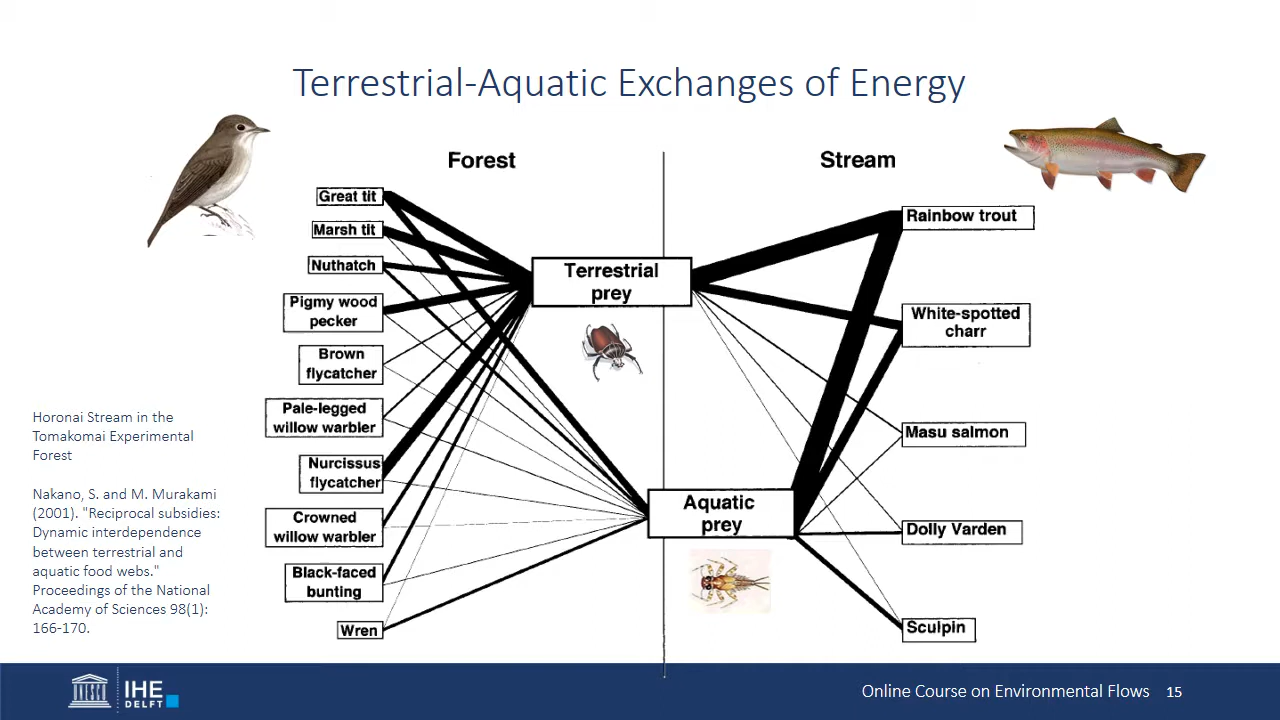 Terrestrial-Aquatic Exchanges of Energy
Forest
Stream
Great tit
Marsh tit
Nuthatch
Pigmy wood
pecker
Brown
flycatcher
Pale-legged
willow warbler
Nurcissus
flycatcher
Crowned
willow warbler
Black-faced
bunting
Wren
Terrestrial
prey
Aquatic
prey
Rainbow trout
White-spotted
charr
Masu salmon
Dolly Varden
Sculpin
Horonai Stream in the
Tomakomai Experimental
Forest
Nakano, S. and M. Murakami
(2001). "Reciprocal subsidies:
Dynamic interdependence
between terrestrial and
aquatic food webs."
Proceedings of the National
Academy of Sciences 98(1):
166-170.
UNESCO
IHE
DELFT
Online Course on Environmental Flows 15